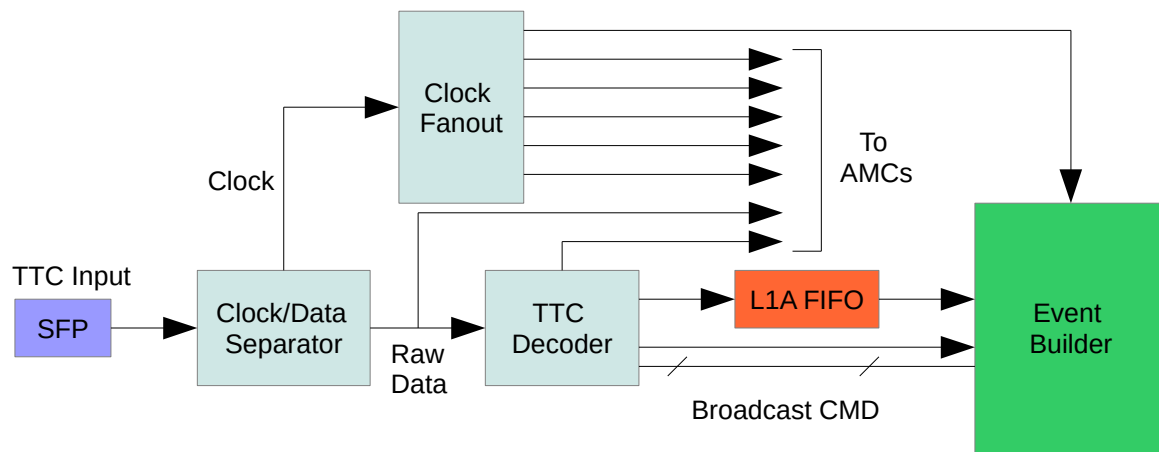 Clock
Fanout
To
AMCs
Clock
TTC Input
SFP
Clock/Data
Separator
Raw
Data
TTC
Decoder
L1A FIFO
Event
Builder
Broadcast CMD